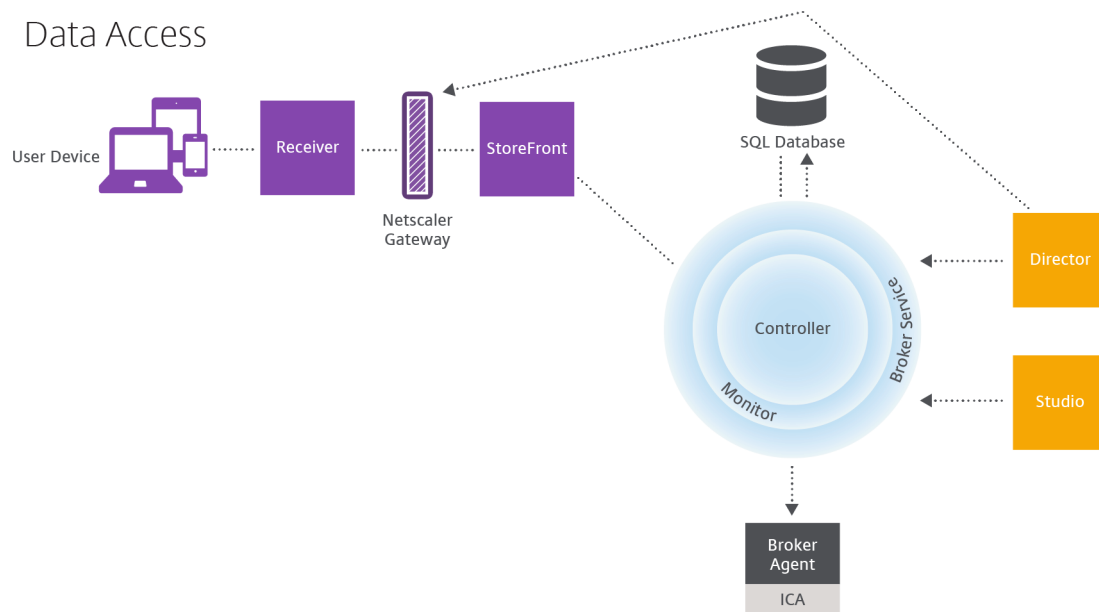 Data Access
User Device
Receiver
Netscaler
Gateway
StoreFront
SQL Database
Controller
Monitor
Broker Service
Director
Studio
Broker
Agent
ICA